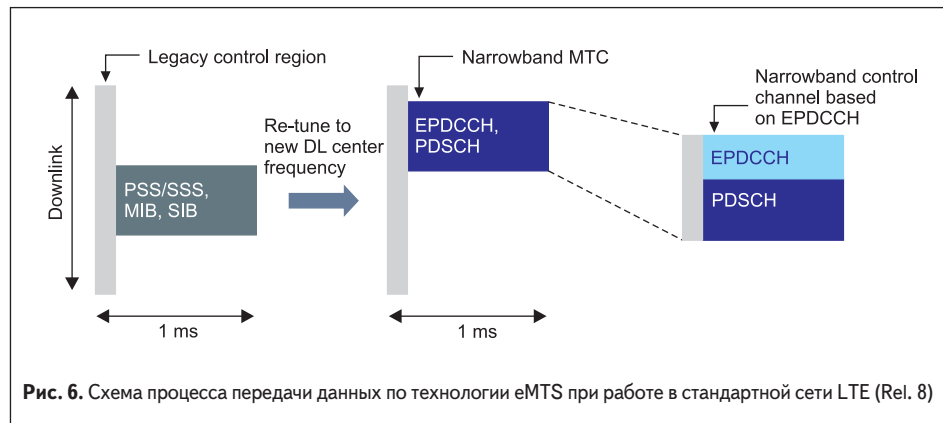 Legacy control region
Downlink
PSS/SSS,
MIB, SIB
1 ms
Re-tune to
new DL center
frequency
Narrowband MTC
EPDCCH,
PDSCH
1 ms
Narrowband control
channel based
on EPDCCH
EPDCCH
PDSCH
Рис. 6. Схема процесса передачи данных по технологии eMTS при работе в стандартной сети LTE (Rel. 8)